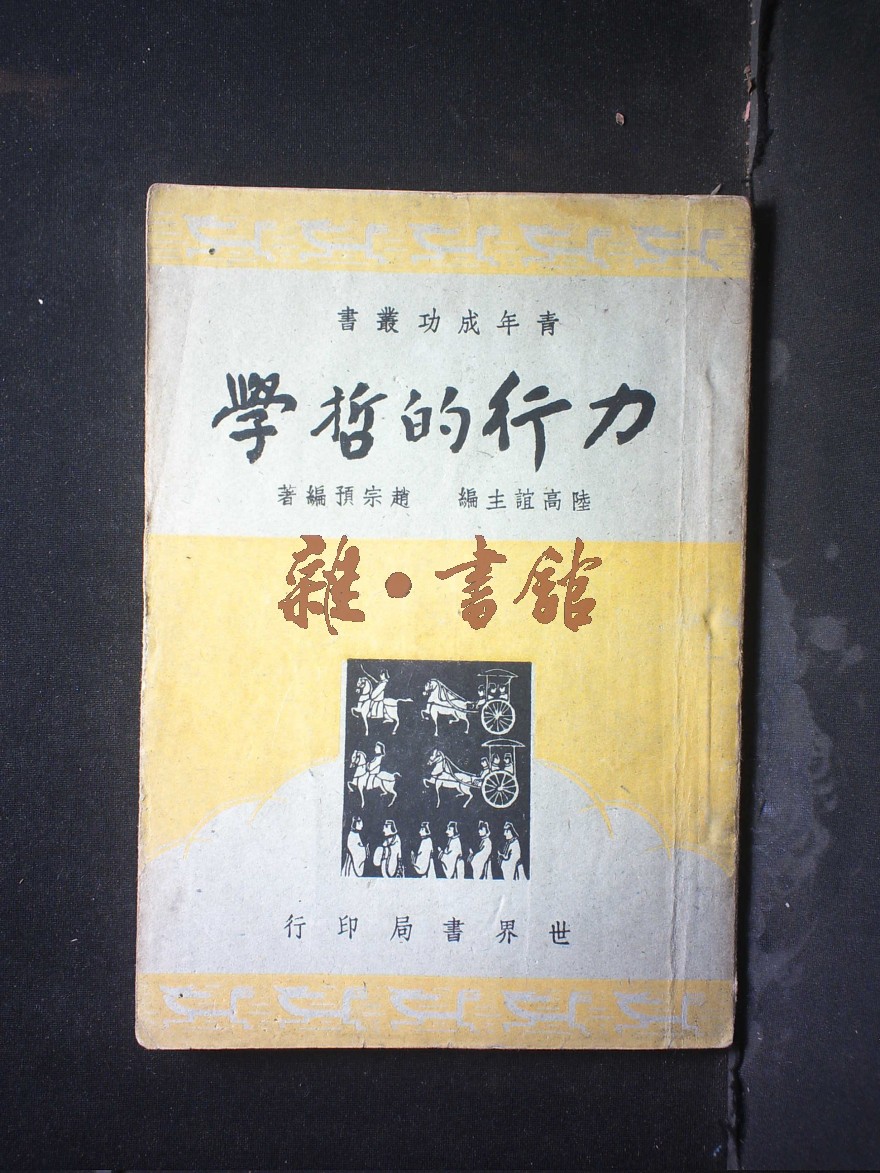 青年成功叢書
力行的哲學
陸高誼主編 趙宗預編著
雜·書館
世界書局印行